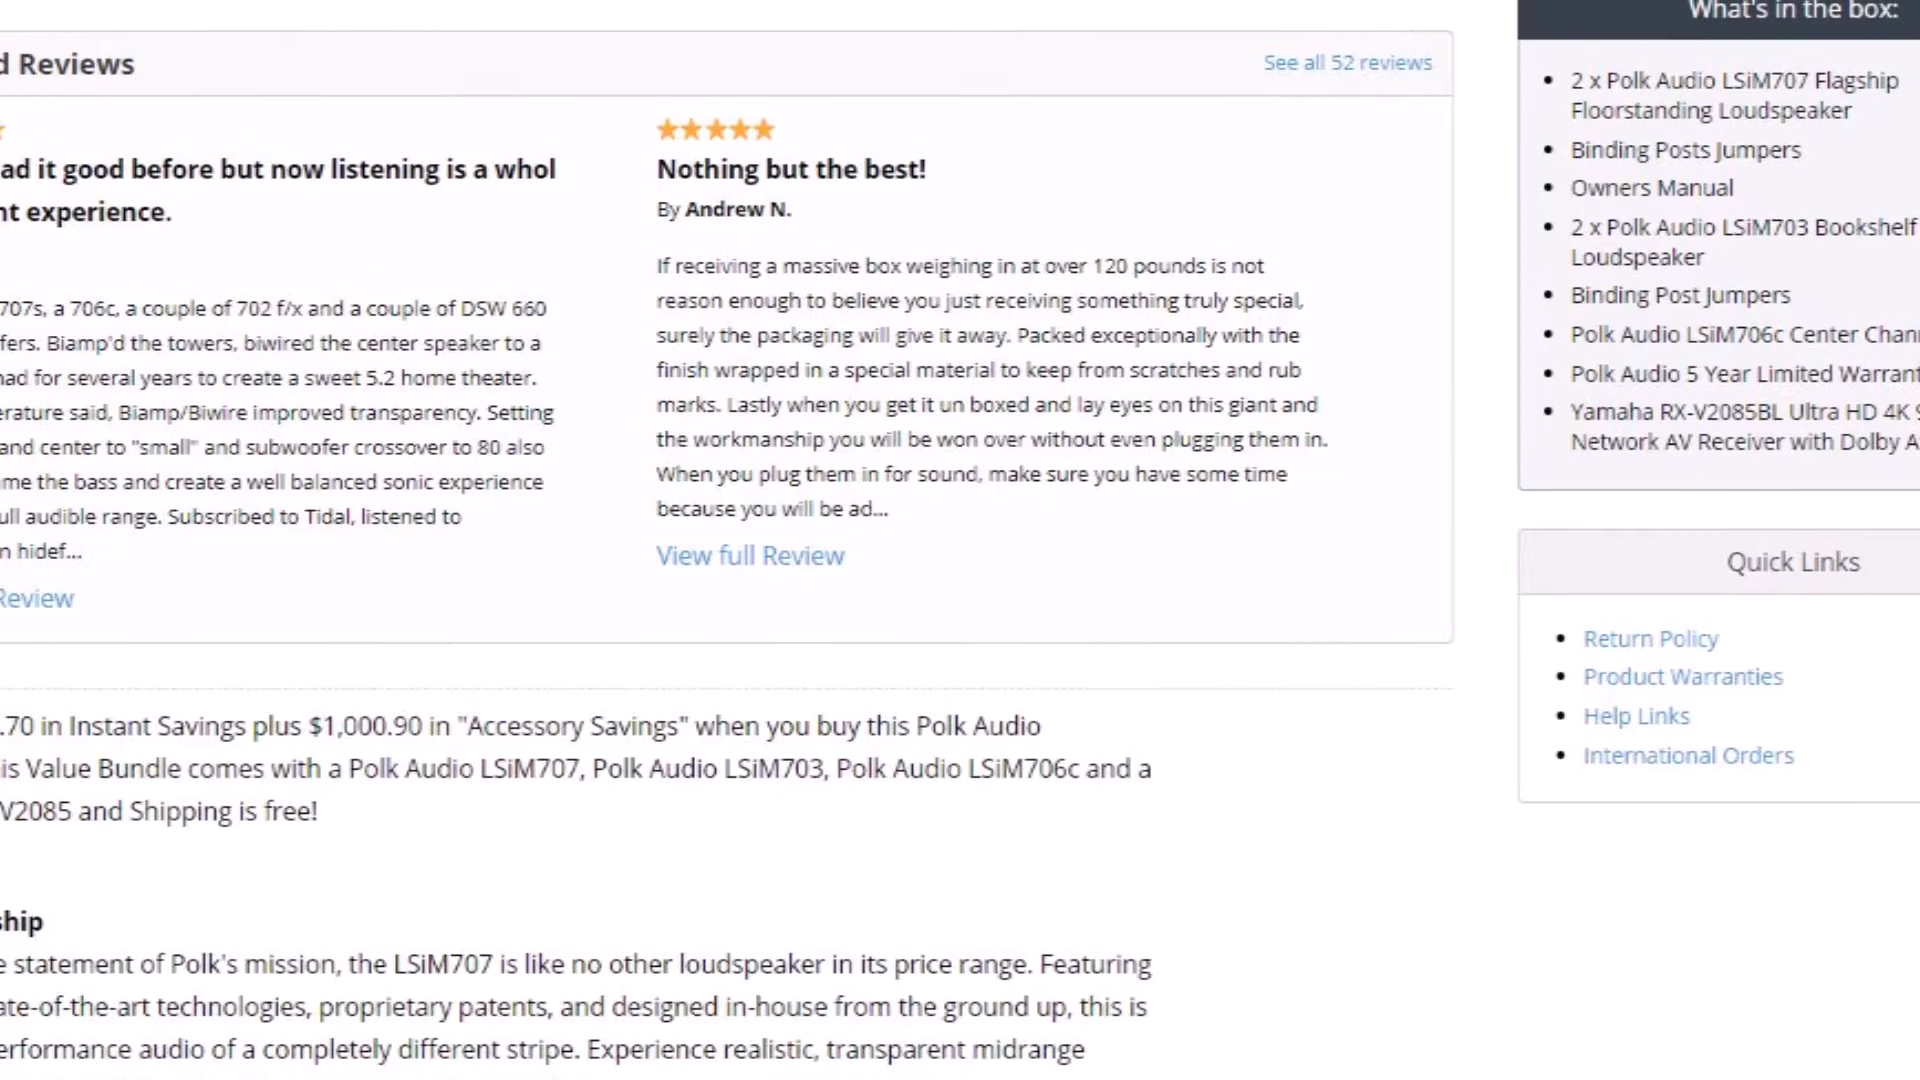 d Reviews
See all 52 reviews
ad it good before but now listening is a whol
nt experience.
707s, a 706c, a couple of 702 f/x and a couple of DSW 660
fers. Biamp'd the towers, biwired the center speaker to a
had for several years to create a sweet 5.2 home theater.
erature said, Biamp/Biwire improved transparency. Setting
and center to "small" and subwoofer crossover to 80 also
me the bass and create a well balanced sonic experience
ull audible range. Subscribed to Tidal, listened to
n hidef...
Review
Nothing but the best!
By Andrew N.
If receiving a massive box weighing in at over 120 pounds is not
reason enough to believe you just receiving something truly special,
surely the packaging will give it away. Packed exceptionally with the
finish wrapped in a special material to keep from scratches and rub
marks. Lastly when you get it un boxed and lay eyes on this giant and
the workmanship you will be won over without even plugging them in.
When you plug them in for sound, make sure you have some time
because you will be ad...
View full Review
.70 in Instant Savings plus $1,000.90 in "Accessory Savings" when you buy this Polk Audio
is Value Bundle comes with a Polk Audio LSiM707, Polk Audio LSiM703, Polk Audio LSiM706c and a
V2085 and Shipping is free!
ship
e statement of Polk's mission, the LSiM707 is like no other loudspeaker in its price range. Featuring
ate-of-the-art technologies, proprietary patents, and designed in-house from the ground up, this is
erformance audio of a completely different stripe. Experience realistic, transparent midrange
What's in the box:
2 x Polk Audio LSiM707 Flagship
Floorstanding Loudspeaker
Binding Posts Jumpers
Owners Manual
2 x Polk Audio LSiM703 Bookshelf
Loudspeaker
Binding Post Jumpers
Polk Audio LSiM706c Center Chan
Polk Audio 5 Year Limited Warrant
Yamaha RX-V2085BL Ultra HD 4K 9
Network AV Receiver with Dolby A
Quick Links
Return Policy
Product Warranties
Help Links
International Orders